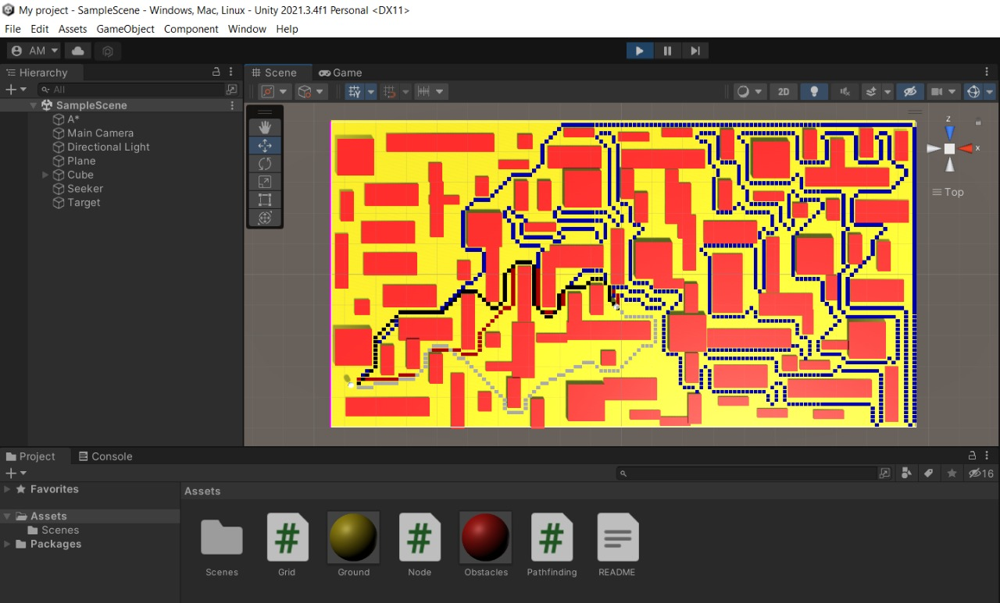 My project - SampleScene - Windows, Mac, Linux - Unity 2021.3.4f1 Personal <DX11>
File Edit Assets GameObject Component Window Help
AM
Hierarchy
Scene
Game
All
2D
SampleScene
A*
Main Camera
Directional Light
Plane
Cube
Seeker
Target
z
x
Top
Project
Console
16
Favorites
Assets
Assets
Scenes
Packages
Scenes
Grid
Ground
Node
Obstacles
Pathfinding
README